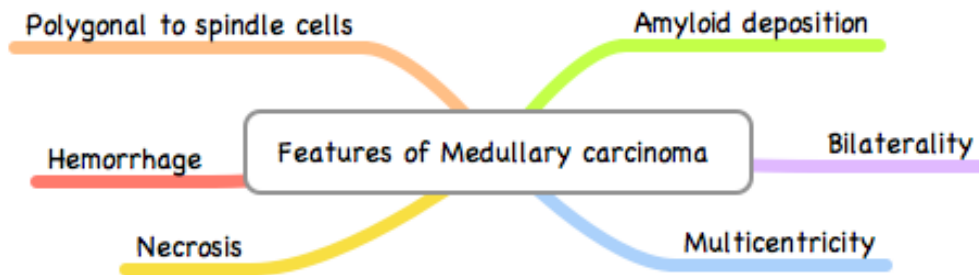 Polygonal to spindle cells
Amyloid deposition
Hemorrhage
Features of Medullary carcinoma
Bilaterality
Necrosis
Multicentricity